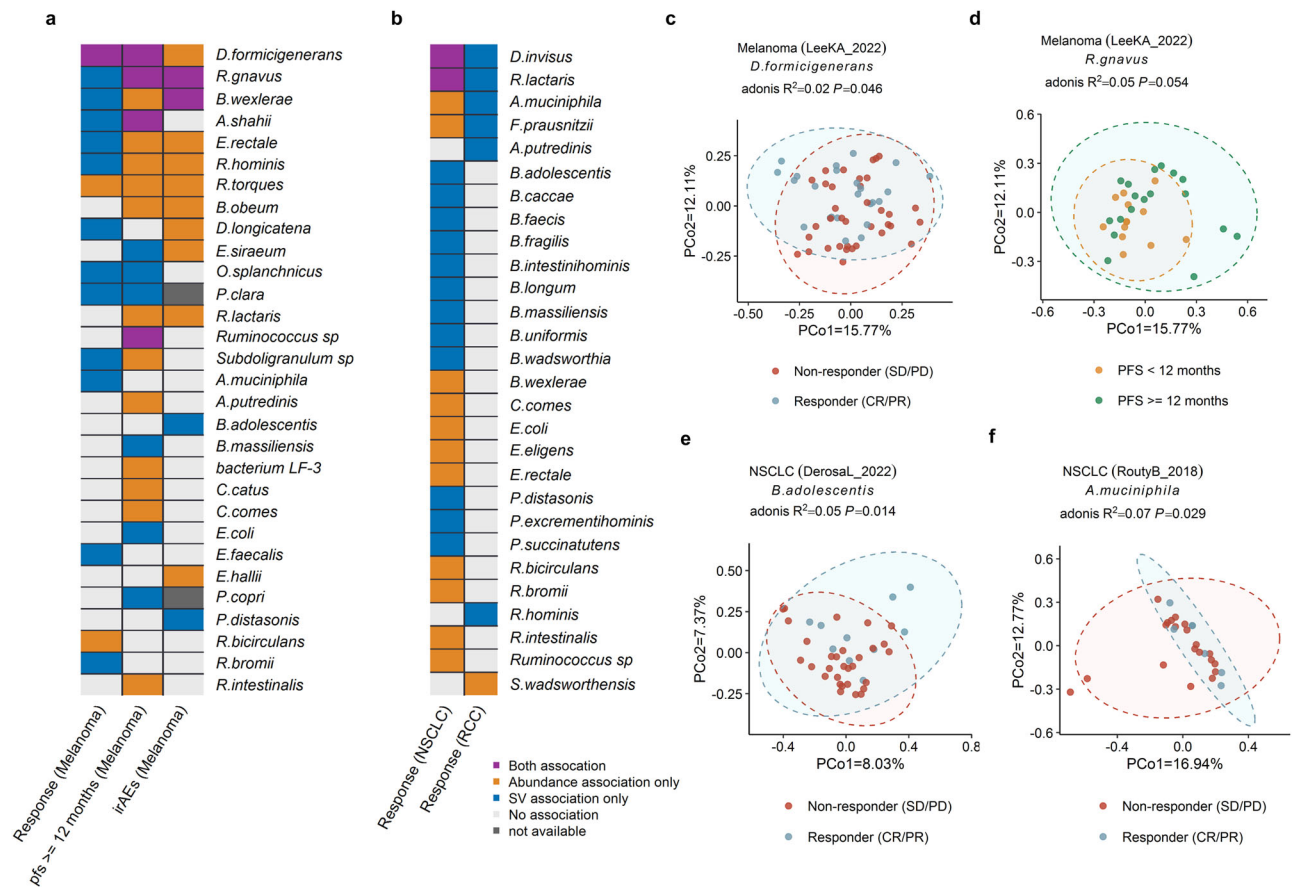 a
D.formicigenerans
R.gnavus
B.wexlerae
A.shahii
E.rectale
R.hominis
R.torques
B.obeum
D.longicatena
E.siraeum
O.splanchnicus
P.clara
R.lactaris
Ruminococcus sp
Subdoligranulum sp
A.muciniphila
A.putredinis
B.adolescentis
B.massiliensis
bacterium LF-3
C.catus
C.comes
E.coli
E.faecalis
E.hallii
P.copri
P.distasonis
R.bicirculans
R.bromii
R.intestinalis
Response (Melanoma)
pfs >= 12 months (Melanoma)
irAEs (Melanoma)
b
D.invisus
R.lactaris
A.muciniphila
F.prausnitzii
A.putredinis
B.adolescentis
B.caccae
B.faecis
B.fragilis
B.intestinihominis
B.longum
B.massiliensis
B.uniformis
B.wadsworthia
B.wexlerae
C.comes
E.coli
E.eligens
E.rectale
P.distasonis
P.excrementihominis
P.succinatutens
R.bicirculans
R.bromii
R.hominis
R.intestinalis
Ruminococcus sp
S.wadsworthensis
Response (NSCLC)
Response (RCC)
Both assocation
Abundance association only
SV association only
No association
not available
c
Melanoma (LeeKA_2022)
D.formicigenerans
adonis R²=0.02 P=0.046
PCo2=12.11%
0.25
0.00
-0.25
-0.50 -0.25 0.00 0.25
PCo1=15.77%
Non-responder (SD/PD)
Responder (CR/PR)
d
Melanoma (LeeKA_2022)
R.gnavus
adonis R²=0.05 P=0.054
PCo2=12.11%
0.6
0.3
0.0
-0.3
-0.6 -0.3 0.0 0.3 0.6
PCo1=15.77%
PFS < 12 months
PFS >= 12 months
e
NSCLC (DerosaL_2022)
B.adolescentis
adonis R²=0.05 P=0.014
PCo2=7.37%
0.50
0.25
0.00
-0.25
-0.4 0.0 0.4 0.8
PCo1=8.03%
Non-responder (SD/PD)
Responder (CR/PR)
f
NSCLC (RoutyB_2018)
A.muciniphila
adonis R²=0.07 P=0.029
PCo2=12.77%
0.6
0.3
0.0
-0.3
-0.6
-0.4 0.0 0.4
PCo1=16.94%
Non-responder (SD/PD)
Responder (CR/PR)